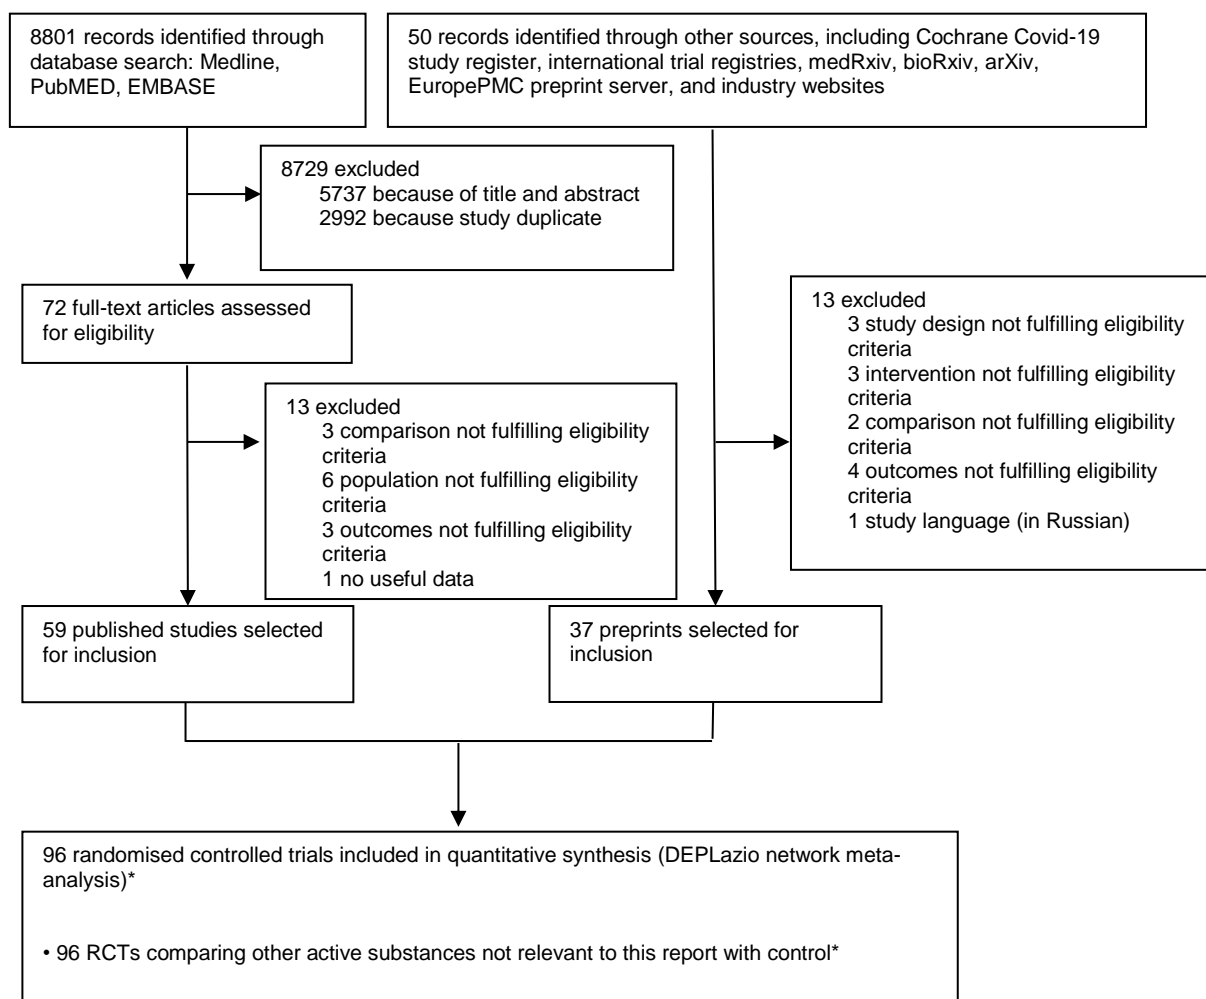 8801 records identified through
database search: Medline,
PubMED, EMBASE
50 records identified through other sources, including Cochrane Covid-19
study register, international trial registries, medRxiv, bioRxiv, arXiv,
EuropePMC preprint server, and industry websites
8729 excluded
5737 because of title and abstract
2992 because study duplicate
72 full-text articles assessed
for eligibility
13 excluded
3 study design not fulfilling eligibility
criteria
3 intervention not fulfilling eligibility
criteria
2 comparison not fulfilling eligibility
criteria
4 outcomes not fulfilling eligibility
criteria
1 study language (in Russian)
13 excluded
3 comparison not fulfilling eligibility
criteria
6 population not fulfilling eligibility
criteria
3 outcomes not fulfilling eligibility
criteria
1 no useful data
59 published studies selected
for inclusion
37 preprints selected for
inclusion
96 randomised controlled trials included in quantitative synthesis (DEPLazio network meta-
analysis)*
• 96 RCTs comparing other active substances not relevant to this report with control*